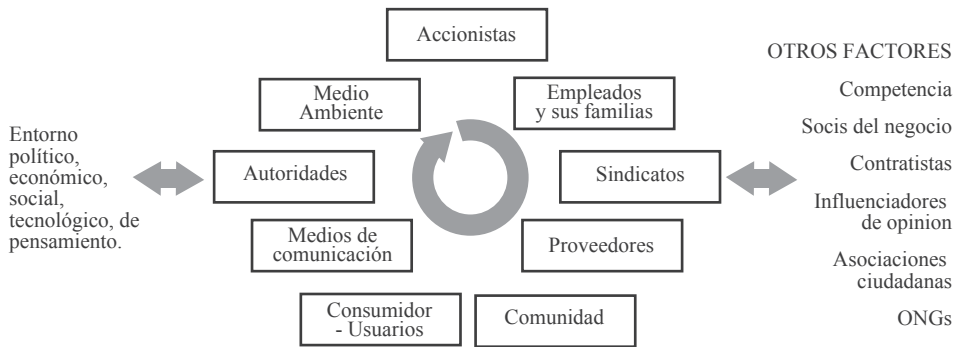 Accionistas
Medio
Ambiente
Empleados
y sus familias
Autoridades
Sindicatos
Medios de
comunicación
Proveedores
Consumidor
- Usuarios
Comunidad
Entorno
político,
económico,
social,
tecnológico, de
pensamiento.
OTROS FACTORES
Competencia
Socis del negocio
Contratistas
Influenciadores
de opinion
Asociaciones
ciudadanas
ONGs